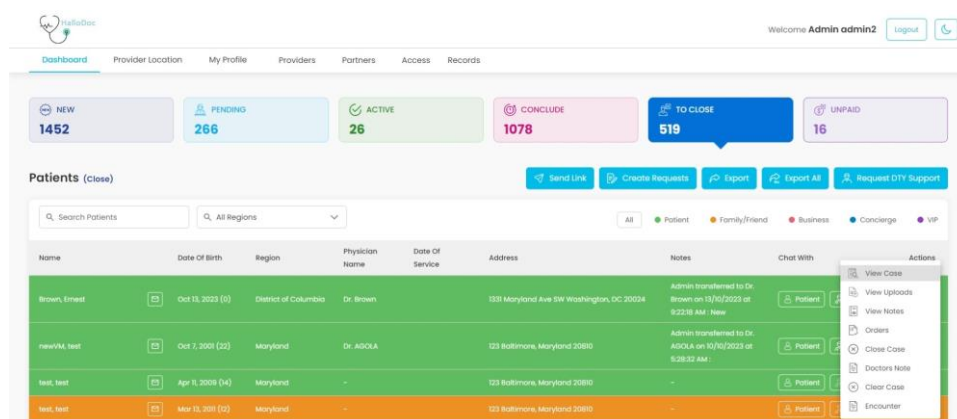 HalloDoc
Welcome Admin admin2 Logout
Dashboard Provider Location My Profile Providers Partners Access Records
NEW PENDING ACTIVE CONCLUDE TO CLOSE UNPAID
1452 266 26 1078 519 16
Patients (Close) Send Link Create Requests Export Export All Request DTY Support
Search Patients All Regions All Patient Family/Friend Business Concierge VIP
Name Date Of Birth Region Physician Name Date Of Service Address Notes Chat With Actions
Brown, Ernest Oct 13, 2023 (0) District of Columbia Dr. Brown 1331 Maryland Ave SW Washington, DC 20024 Admin transferred to Dr. Brown on 13/10/2023 at 9:22:18 AM : New Patient
newVM, test Oct 7, 2001 (22) Maryland Dr. AGOLA 123 Baltimore, Maryland 20810 Admin transferred to Dr. AGOLA on 10/10/2023 at 5:28:32 AM : Patient
test, test Apr 11, 2009 (14) Maryland - 123 Baltimore, Maryland 20810 - Patient
test, test Mar 13, 2011 (12) Maryland - 123 Baltimore, Maryland 20810 - Patient
View Case
View Uploads
View Notes
Orders
Close Case
Doctors Note
Clear Case
Encounter